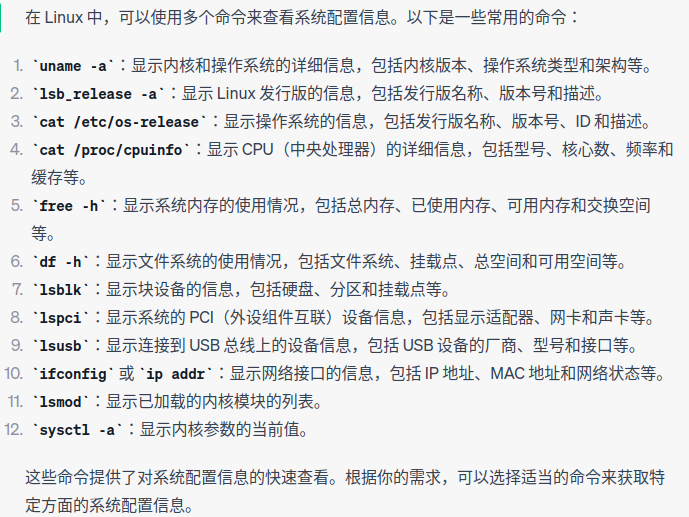 在 Linux 中，可以使用多个命令来查看系统配置信息。以下是一些常用的命令：
1. `uname -a`：显示内核和操作系统的详细信息，包括内核版本、操作系统类型和架构等。
2. `lsb_release -a`：显示 Linux 发行版的信息，包括发行版名称、版本号和描述。
3. `cat /etc/os-release`：显示操作系统的信息，包括发行版名称、版本号、ID 和描述。
4. `cat /proc/cpuinfo`：显示 CPU（中央处理器）的详细信息，包括型号、核心数、频率和
缓存等。
5. `free -h`：显示系统内存的使用情况，包括总内存、已使用内存、可用内存和交换空间
等。
6. `df -h`：显示文件系统的使用情况，包括文件系统、挂载点、总空间和可用空间等。
7. `lsblk`：显示块设备的信息，包括硬盘、分区和挂载点等。
8. `lspci`：显示系统的 PCI（外设组件互联）设备信息，包括显示适配器、网卡和声卡等。
9. `lsusb`：显示连接到 USB 总线上的设备信息，包括 USB 设备的厂商、型号和接口等。
10. `ifconfig` 或 `ip addr`：显示网络接口的信息，包括 IP 地址、MAC 地址和网络状态等。
11. `lsmod`：显示已加载的内核模块的列表。
12. `sysctl -a`：显示内核参数的当前值。
这些命令提供了对系统配置信息的快速查看。根据你的需求，可以选择适当的命令来获取特
定方面的系统配置信息。